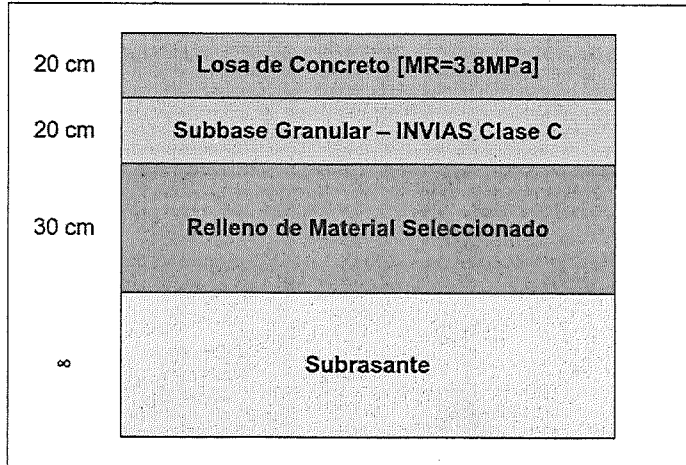 20 cm
Losa de Concreto [MR=3.8MPa]
20 cm
Subbase Granular – INVIAS Clase C
30 cm
Relleno de Material Seleccionado
∞
Subrasante